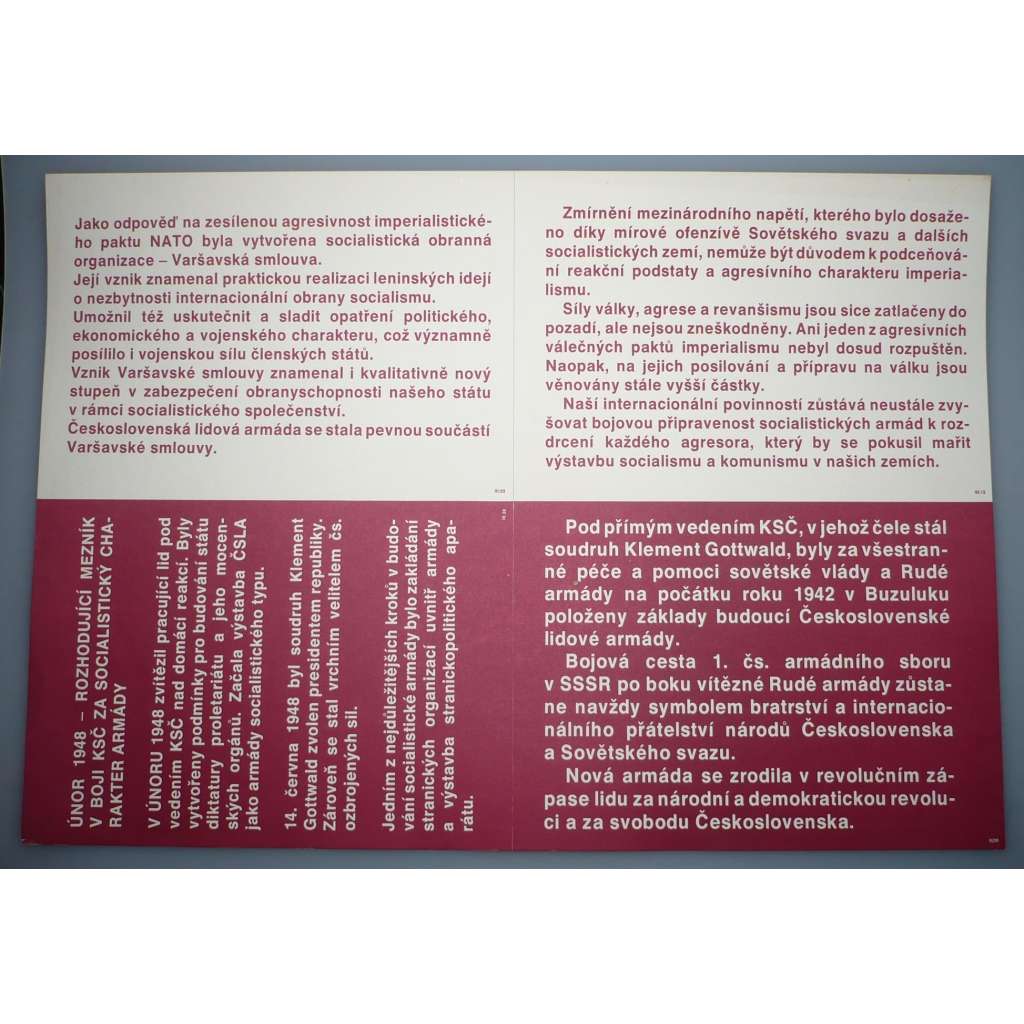 Jako odpověď na zesílenou agresivnost imperialistické-
ho paktu NATO byla vytvořena socialistická obranná
organizace – Varšavská smlouva.
Její vznik znamenal praktickou realizaci leninských idejí
o nezbytnosti internacionální obrany socialismu.
Umožnil též uskutečnit a sladit opatření politického,
ekonomického a vojenského charakteru, což významně
posílilo i vojenskou sílu členských států.
Vznik Varšavské smlouvy znamenal i kvalitativně nový
stupeň v zabezpečení obranyschopnosti našeho státu
v rámci socialistického společenství.
Československá lidová armáda se stala pevnou součástí
Varšavské smlouvy.
Zmírnění mezinárodního napětí, kterého bylo dosaže-
no díky mírové ofenzívě Sovětského svazu a dalších
socialistických zemí, nemůže být důvodem k podceňová-
ní reakční podstaty a agresívního charakteru imperia-
lismu.
Síly války, agrese a revanšismu jsou sice zatlačeny do
pozadí, ale nejsou zneškodněny. Ani jeden z agresívních
válečných paktů imperialismu nebyl dosud rozpuštěn.
Naopak, na jejich posilování a přípravu na válku jsou
věnovány stále vyšší částky.
Naší internacionální povinností zůstává neustále zvy-
šovat bojovou připravenost socialistických armád k roz-
drcení každého agresora, který by se pokusil mařit
výstavbu socialismu a komunismu v našich zemích.
ÚNOR 1948 – ROZHODUJÍCÍ MEZNÍK
V BOJI KSČ ZA SOCIALISTICKÝ CHA-
RAKTER ARMÁDY
V ÚNORU 1948 zvítězil pracující lid pod
vedením KSČ nad domácí reakcí. Byly
vytvořeny podmínky pro budování státu
diktatury proletariátu a jeho mocen-
ských orgánů. Začala výstavba ČSLA
jako armády socialistického typu.
14. června 1948 byl soudruh Klement
Gottwald zvolen presidentem republiky.
Zároveň se stal vrchním velitelem čs.
ozbrojených sil.
Jedním z nejdůležitějších kroků v budo-
vání socialistické armády bylo zakládání
stranických organizací uvnitř armády
a výstavba stranickopolitického apa-
rátu.
Pod přímým vedením KSČ, v jehož čele stál
soudruh Klement Gottwald, byly za všestran-
né péče a pomoci sovětské vlády a Rudé
armády na počátku roku 1942 v Buzuluku
položeny základy budoucí Československé
lidové armády.
Bojová cesta 1. čs. armádního sboru
v SSSR po boku vítězné Rudé armády zůsta-
ne navždy symbolem bratrství a internacio-
nálního přátelství národů Československa
a Sovětského svazu.
Nová armáda se zrodila v revolučním zá-
pase lidu za národní a demokratickou revolu-
ci a za svobodu Československa.